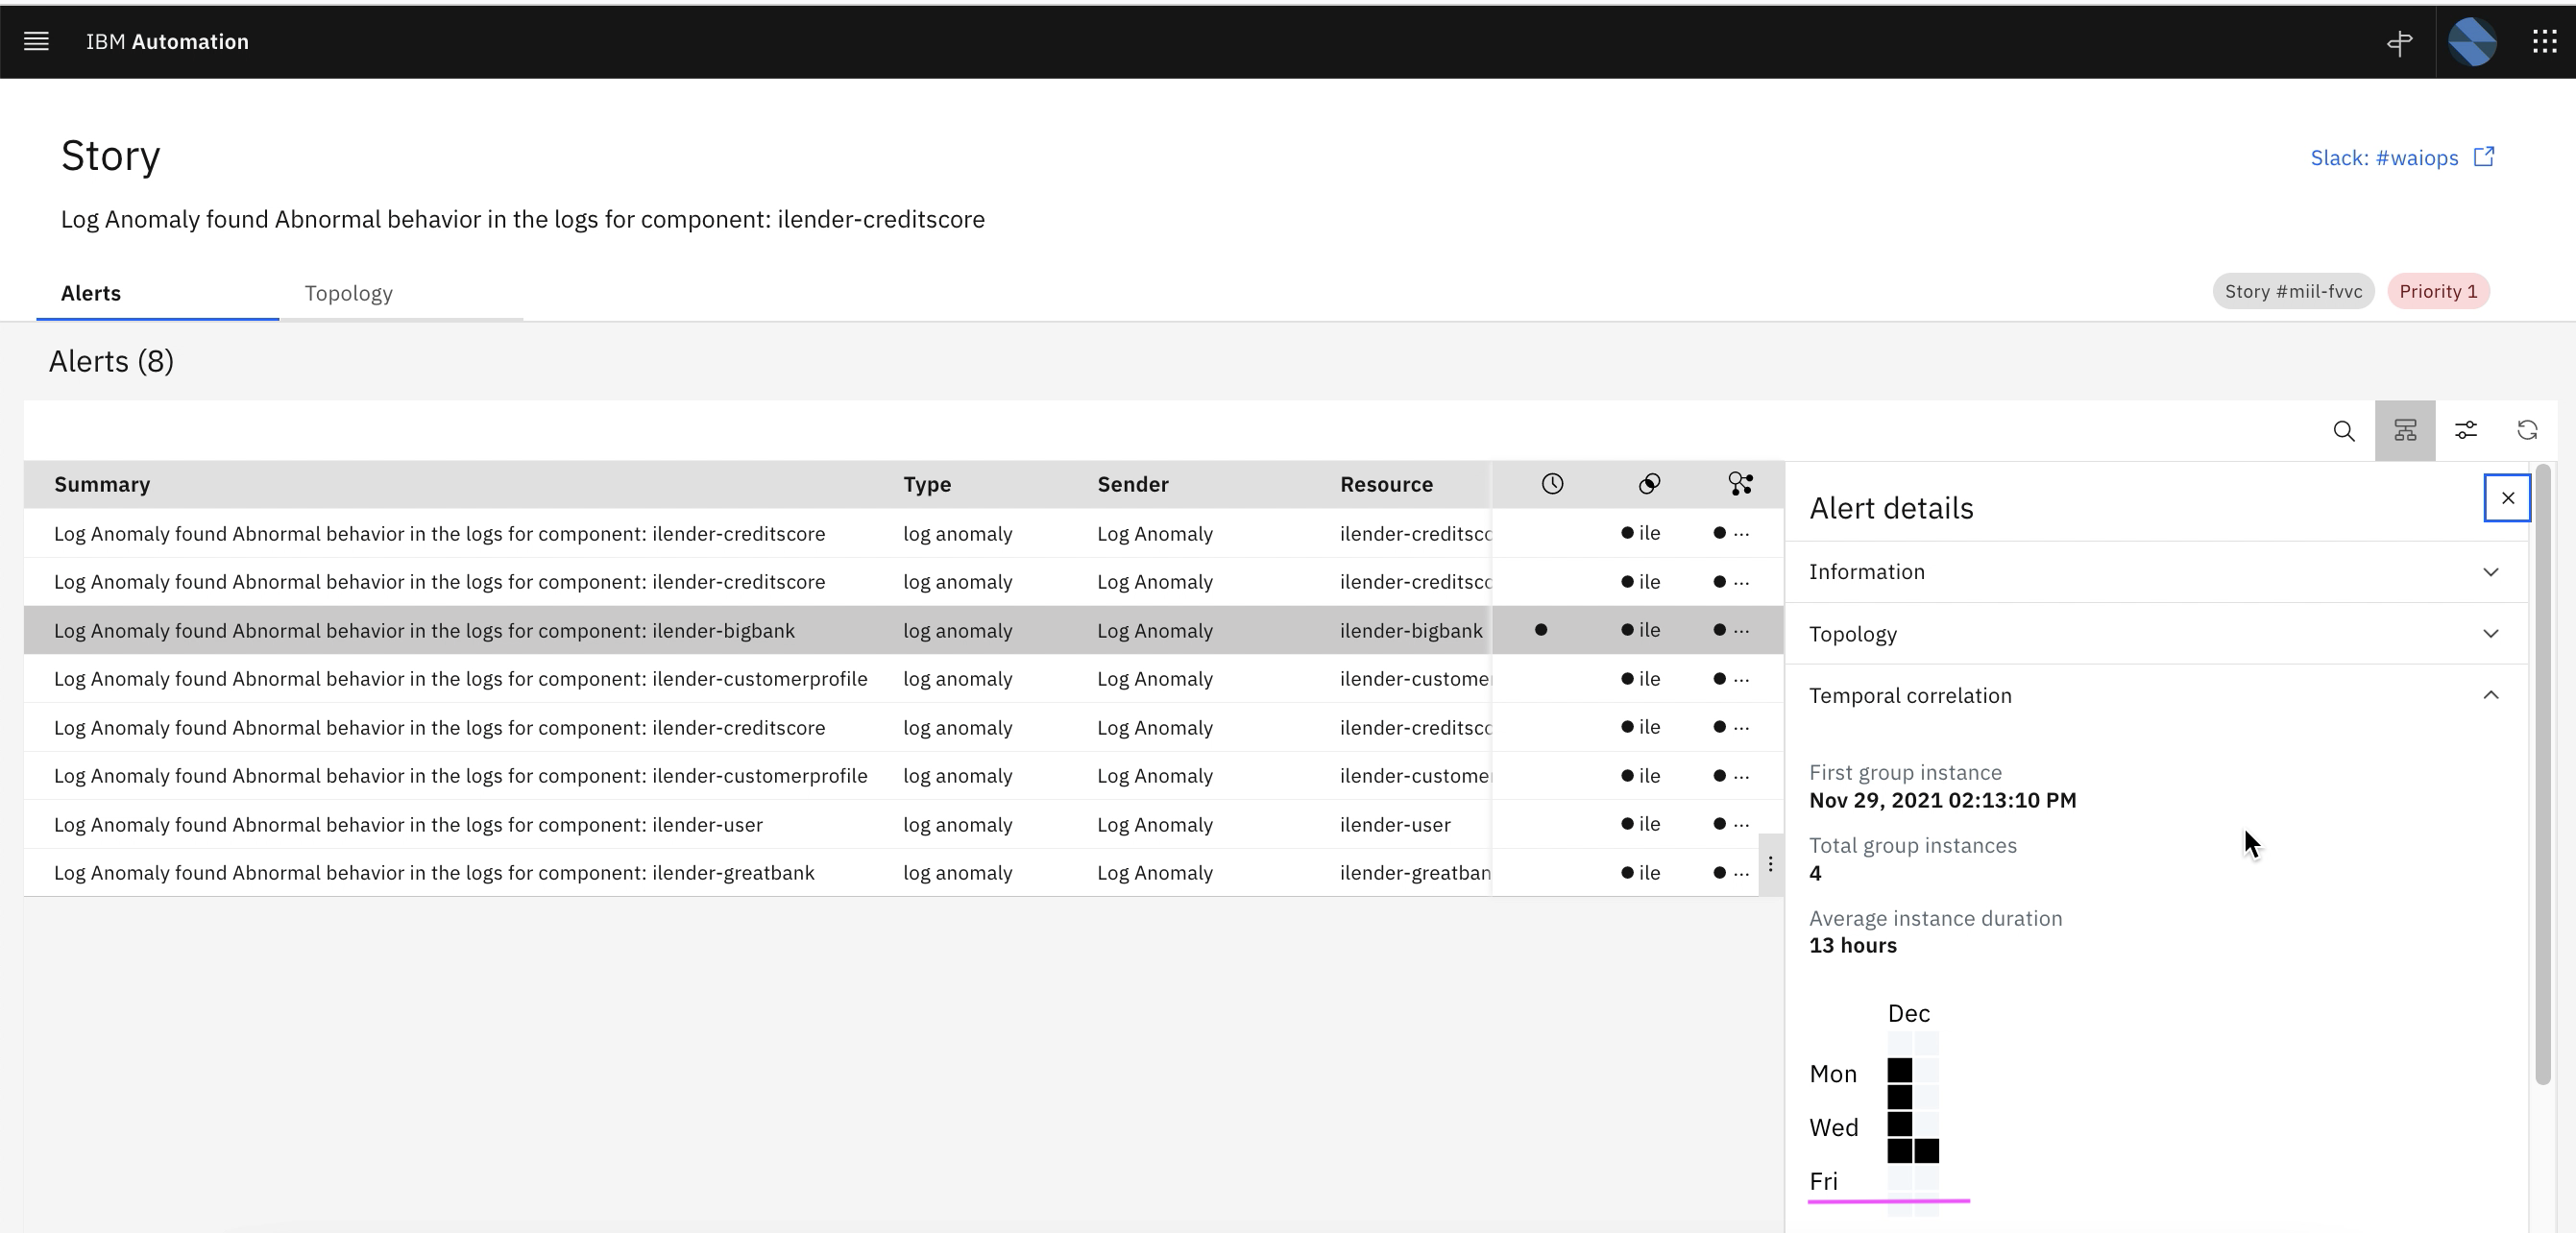 IBM Automation
Story
Slack: #waiops
Log Anomaly found Abnormal behavior in the logs for component: ilender-creditscore
Alerts Topology Story #miil-fvvc Priority 1
Alerts (8)
Summary Type Sender Resource
Log Anomaly found Abnormal behavior in the logs for component: ilender-creditscore log anomaly Log Anomaly ilender-creditsco ile ...
Log Anomaly found Abnormal behavior in the logs for component: ilender-creditscore log anomaly Log Anomaly ilender-creditsco ile ...
Log Anomaly found Abnormal behavior in the logs for component: ilender-bigbank log anomaly Log Anomaly ilender-bigbank ile ...
Log Anomaly found Abnormal behavior in the logs for component: ilender-customerprofile log anomaly Log Anomaly ilender-customer ile ...
Log Anomaly found Abnormal behavior in the logs for component: ilender-creditscore log anomaly Log Anomaly ilender-creditsco ile ...
Log Anomaly found Abnormal behavior in the logs for component: ilender-customerprofile log anomaly Log Anomaly ilender-customer ile ...
Log Anomaly found Abnormal behavior in the logs for component: ilender-user log anomaly Log Anomaly ilender-user ile ...
Log Anomaly found Abnormal behavior in the logs for component: ilender-greatbank log anomaly Log Anomaly ilender-greatban ile ...
Alert details
Information
Topology
Temporal correlation
First group instance
Nov 29, 2021 02:13:10 PM
Total group instances
4
Average instance duration
13 hours
Dec
Mon
Wed
Fri